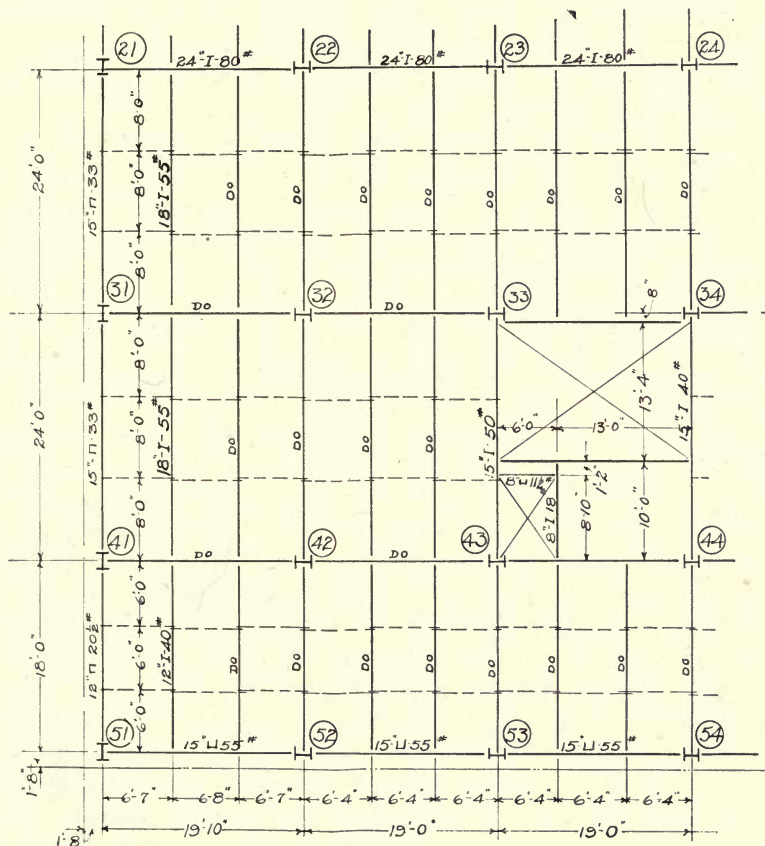 21 22 23 24
24"-I-80# 24"-I-80# 24"-I-80#
8'-0"
24'0" 15"-⊓-33# 8'-0" 18"-I-55# DO DO DO DO DO DO DO
8'-0"
31 32 33 34
DO DO 8"
8'-0"
13'-4"
24'0" 15"-⊓-33# 8'-0" 18"-I-55# DO DO DO DO 15"-I-50# 6'-0" 13'-0" 15"-I-40#
8"⊔11¼# 1'-2"
8'-0" 8"-I-18 8'-10" 10'-0"
41 42 43 44
DO DO
6'-0"
18'-0" 12"⊓20½# 6'-0" 12"-I-40# DO DO DO DO DO DO DO
6'-0"
51 52 53 54
15"⊔55# 15"⊔55# 15"⊔55#
1'-8"
6'-7" 6'-8" 6'-7" 6'-4" 6'-4" 6'-4" 6'-4" 6'-4" 6'-4"
19'-10" 19'-0" 19'-0"
1'-8"